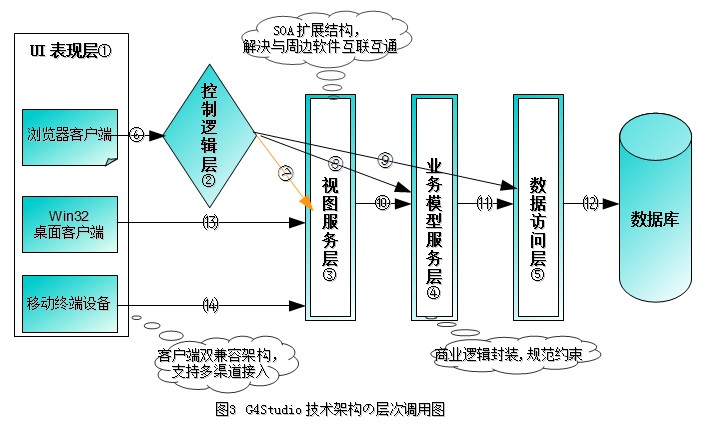 SOA扩展结构，
解决与周边软件互联互通
UI 表现层①
浏览器客户端
⑥
控制逻辑层②
⑦
⑧
⑨
视图服务层③
⑩
业务模型服务层④
⑪
数据访问层⑤
⑫
数据库
Win32
桌面客户端
⑬
移动终端设备
⑭
客户端双兼容架构，
支持多渠道接入
商业逻辑封装,规范约束
图3 G4Studio 技术架构の层次调用图